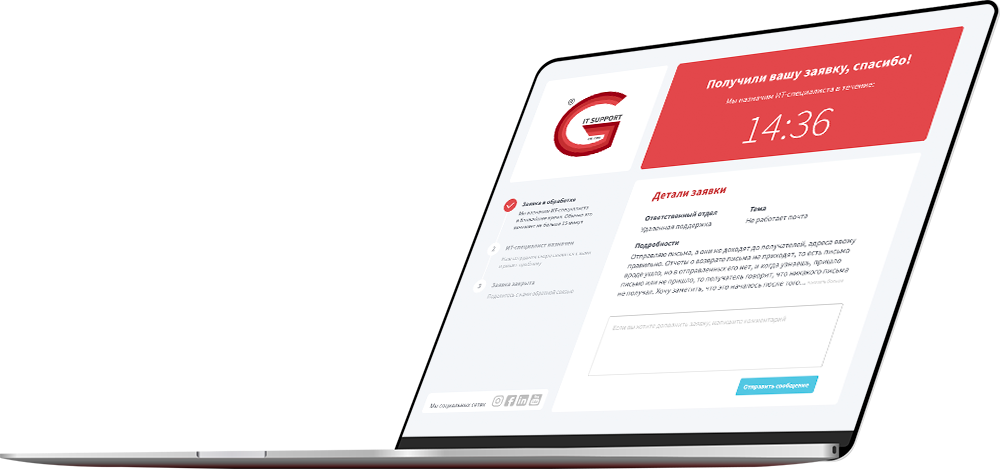 IT SUPPORT
Получили вашу заявку, спасибо!
Мы назначим ИТ-специалиста в течение:
14:36
Заявка в обработке
Мы назначим ИТ-специалиста
в ближайшее время. Обычно это
занимает не больше 15 минут
2 ИТ-специалист назначен
3 Заявка закрыта
Поделитесь с нами обратной связью
Мы социальных сетях
Детали заявки
Ответственный отдел
Удаленная поддержка
Тема
Не работает почта
Подробности
Отправляю письма, а они не доходят до получателей, адреса ввожу
правильно. Отчеты о возврате письма не приходят, то есть письмо
вроде ушло, но в отправленных его нет, и когда узнаешь, пришло
письмо или не пришло, то получатель говорит, что никакого письма
не получал. Хочу заметить, что это началось после того...
Если вы хотите дополнить заявку, напишите комментарий
Отправить сообщение